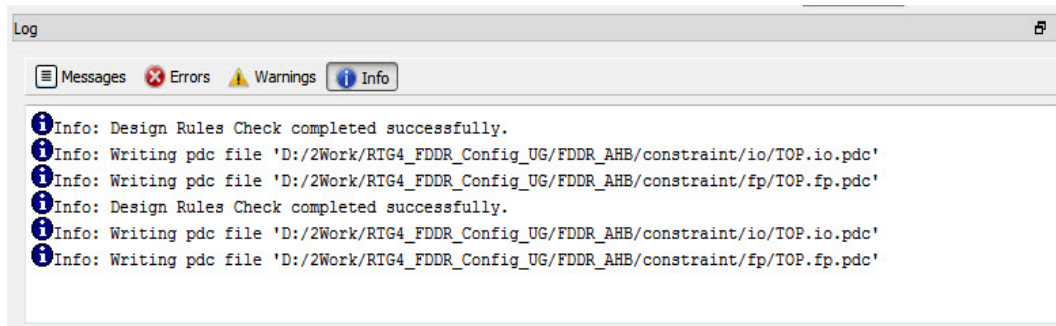 Log
Messages Errors Warnings Info
Info: Design Rules Check completed successfully.
Info: Writing pdc file 'D:/2Work/RTG4_FDDR_Config_UG/FDDR_AHB/constraint/io/TOP.io.pdc'
Info: Writing pdc file 'D:/2Work/RTG4_FDDR_Config_UG/FDDR_AHB/constraint/fp/TOP.fp.pdc'
Info: Design Rules Check completed successfully.
Info: Writing pdc file 'D:/2Work/RTG4_FDDR_Config_UG/FDDR_AHB/constraint/io/TOP.io.pdc'
Info: Writing pdc file 'D:/2Work/RTG4_FDDR_Config_UG/FDDR_AHB/constraint/fp/TOP.fp.pdc'